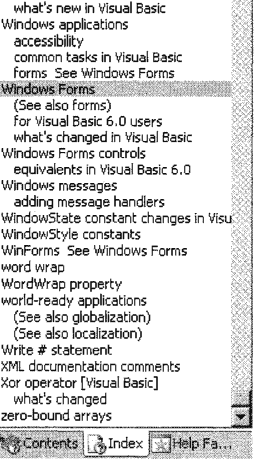 what's new in Visual Basic
Windows applications
accessibility
common tasks in Visual Basic
forms See Windows Forms
Windows Forms
(See also forms)
for Visual Basic 6.0 users
what's changed in Visual Basic
Windows Forms controls
equivalents in Visual Basic 6.0
Windows messages
adding message handlers
WindowState constant changes in Visu
WindowStyle constants
WinForms See Windows Forms
word wrap
WordWrap property
world-ready applications
(See also globalization)
(See also localization)
Write # statement
XML documentation comments
Xor operator [Visual Basic]
what's changed
zero-bound arrays
Contents Index Help Fa...